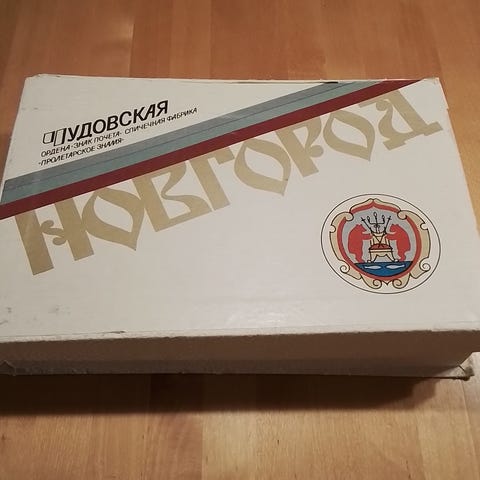 ЧУДОВСКАЯ
ОРДЕНА «ЗНАК ПОЧЕТА» СПИЧЕЧНАЯ ФАБРИКА
«ПРОЛЕТАРСКОЕ ЗНАМЯ»
НОВГОРОД